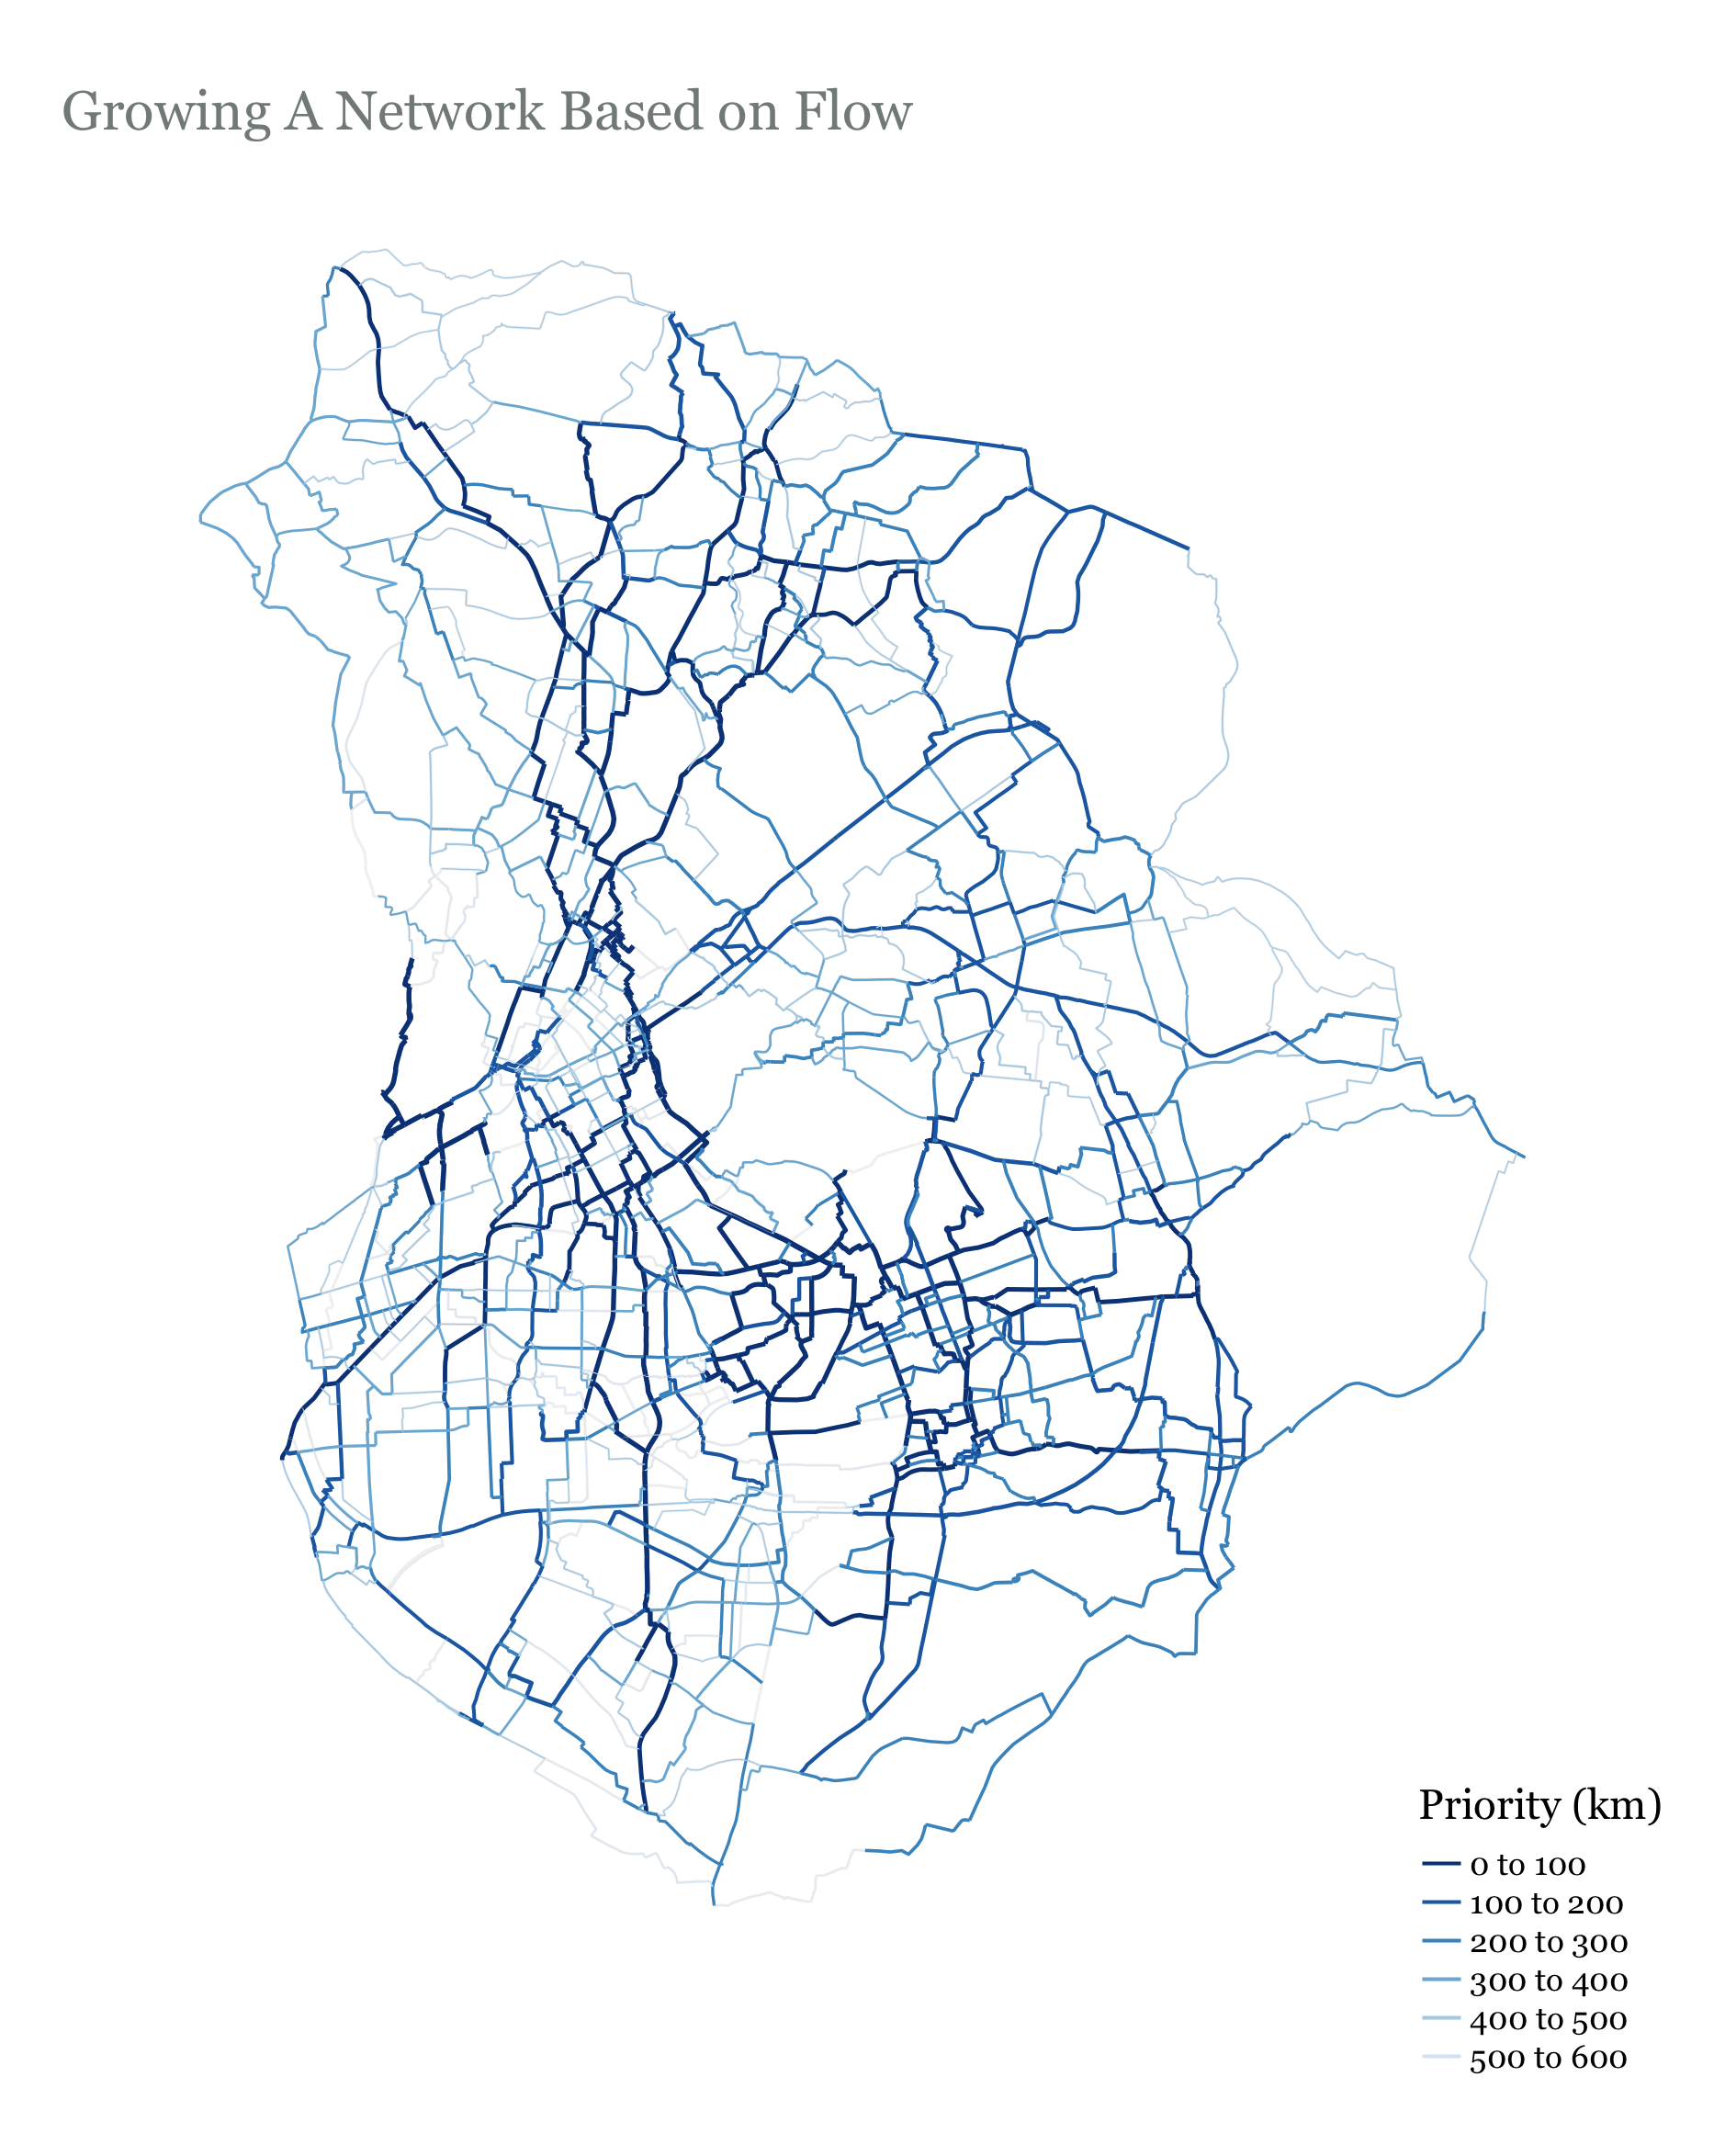 Growing A Network Based on Flow
Priority (km)
0 to 100
100 to 200
200 to 300
300 to 400
400 to 500
500 to 600